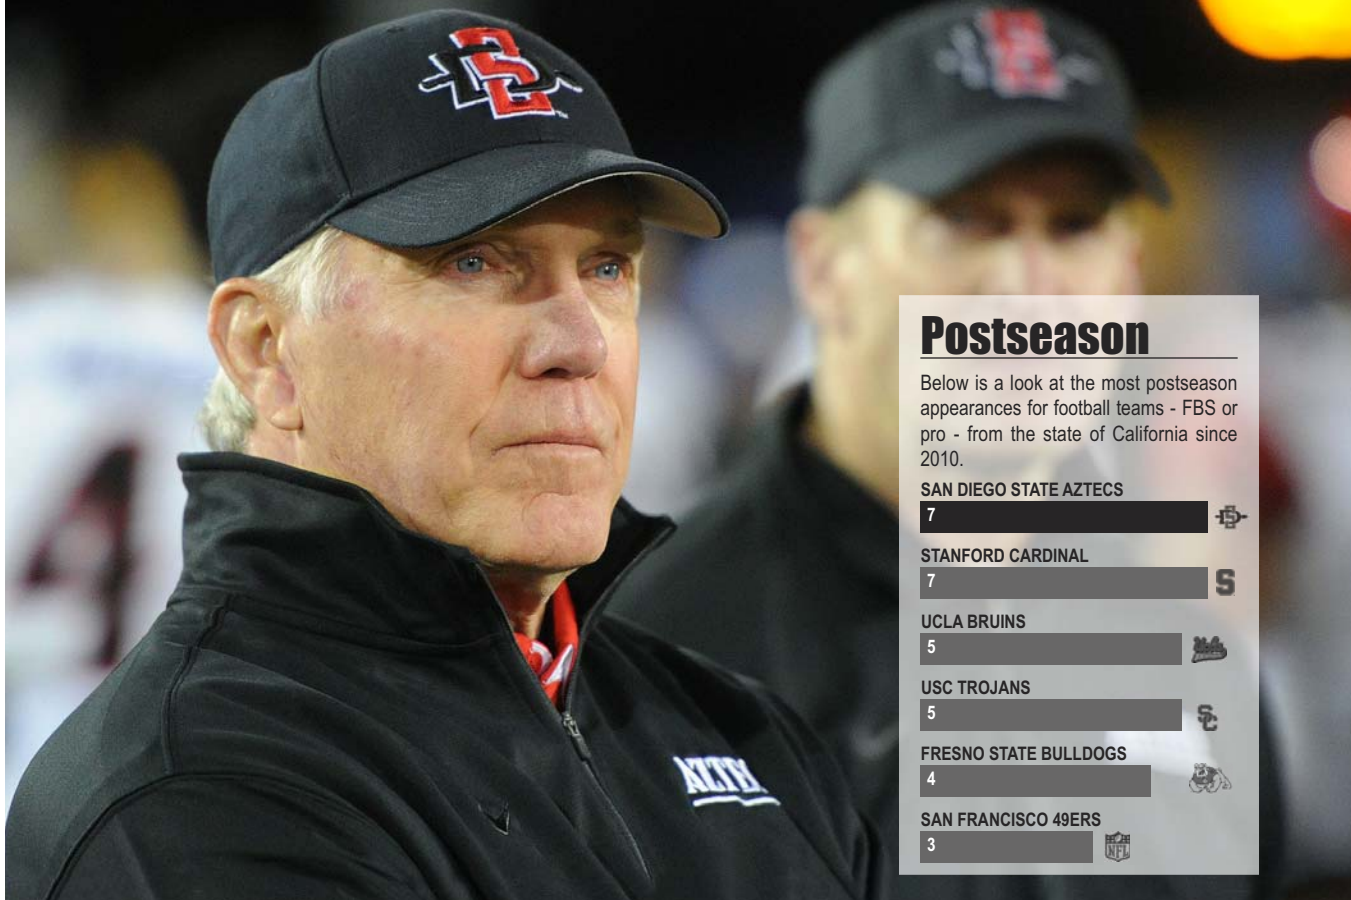 Postseason
Below is a look at the most postseason
appearances for football teams - FBS or
pro - from the state of California since
2010.
SAN DIEGO STATE AZTECS
7
STANFORD CARDINAL
7
UCLA BRUINS
5
USC TROJANS
5
FRESNO STATE BULLDOGS
4
SAN FRANCISCO 49ERS
3
NFL